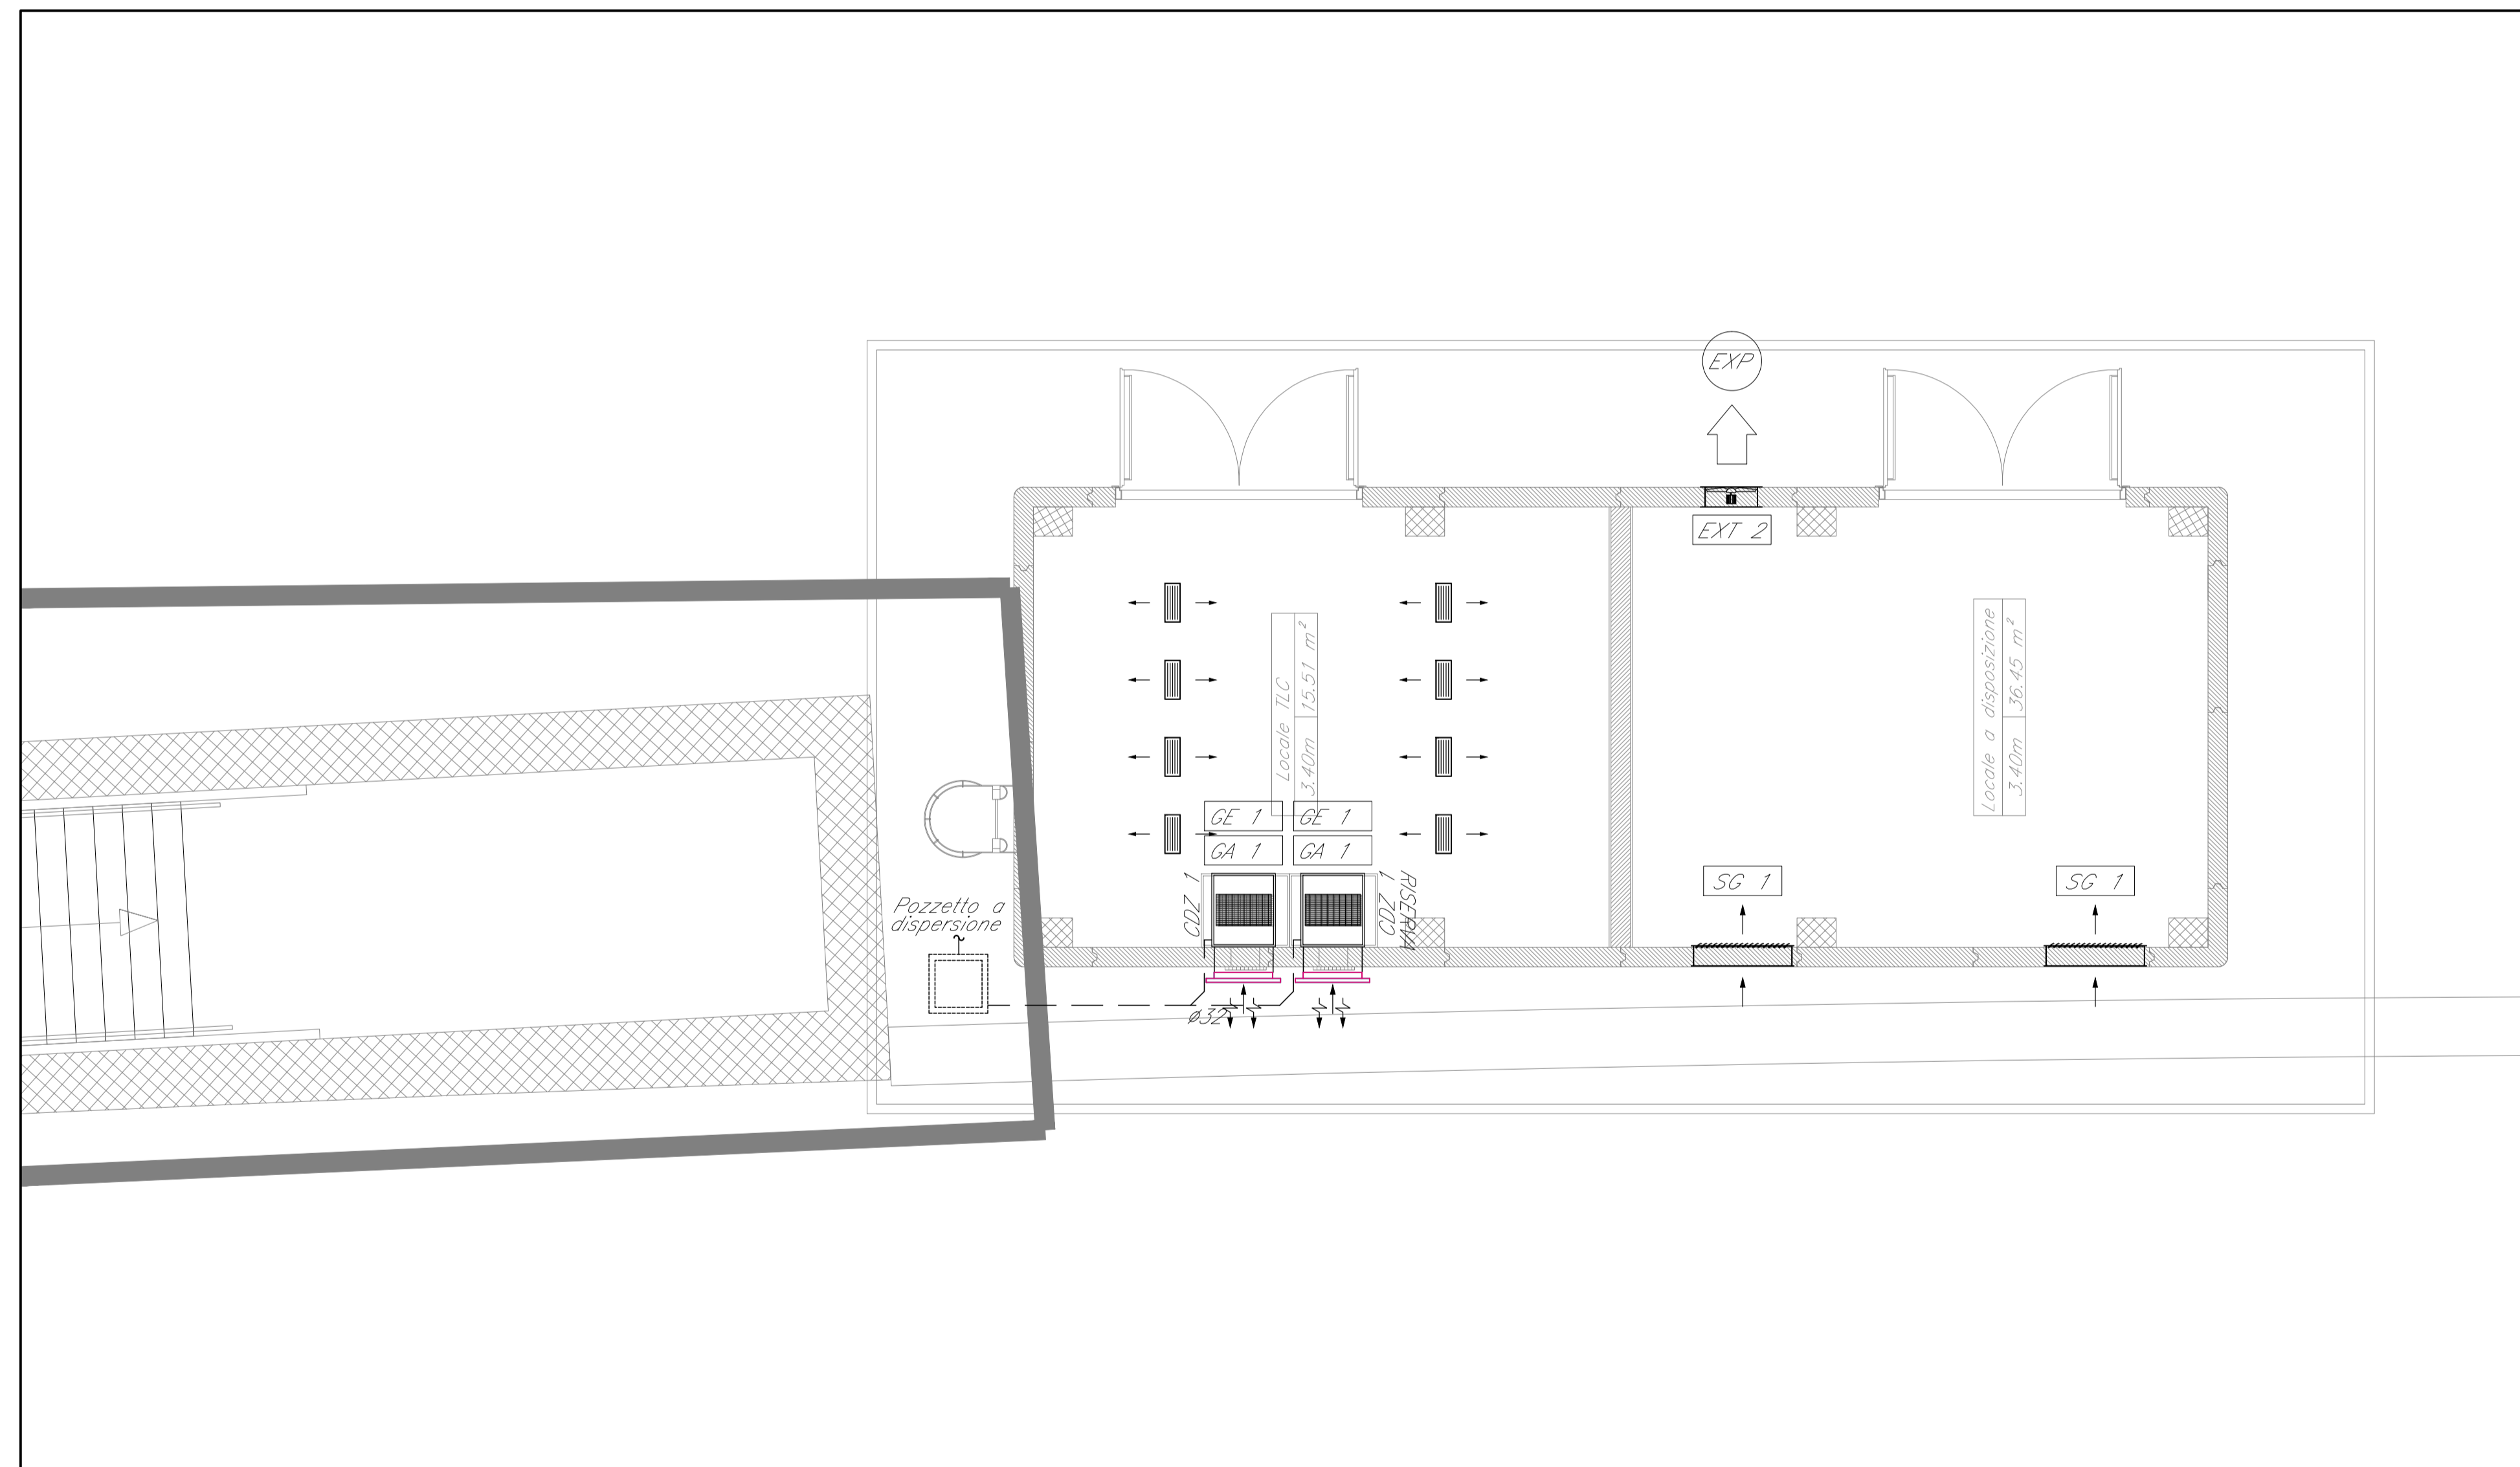 EXP
EXT 2
Locale TLC
3.40m 15.51 m²
Locale a disposizione
3.40m 36.45 m²
GE 1
GE 1
GA 1
GA 1
CDZ 1
CDZ 1
RISERVA
SG 1
SG 1
Pozzetto a
dispersione
ø32